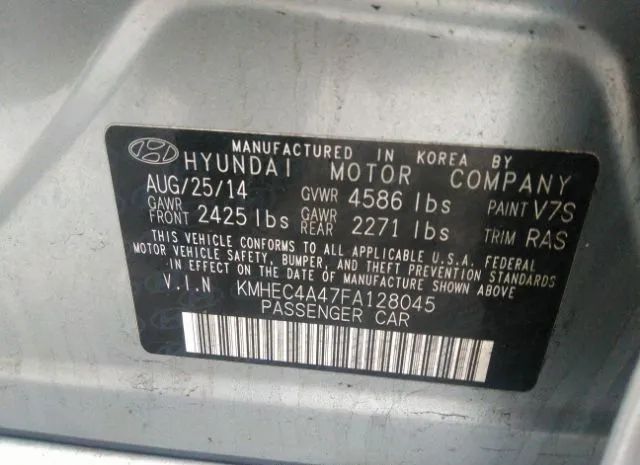 MANUFACTURED IN KOREA BY
HYUNDAI MOTOR COMPANY
AUG/25/14 GVWR 4586 lbs PAINT V7S
GAWR FRONT 2425 lbs GAWR REAR 2271 lbs TRIM RAS
THIS VEHICLE CONFORMS TO ALL APPLICABLE U.S.A. FEDERAL
MOTOR VEHICLE SAFETY, BUMPER, AND THEFT PREVENTION STANDARDS
IN EFFECT ON THE DATE OF MANUFACTURE SHOWN ABOVE.
V.I.N KMHEC4A47FA128045
PASSENGER CAR